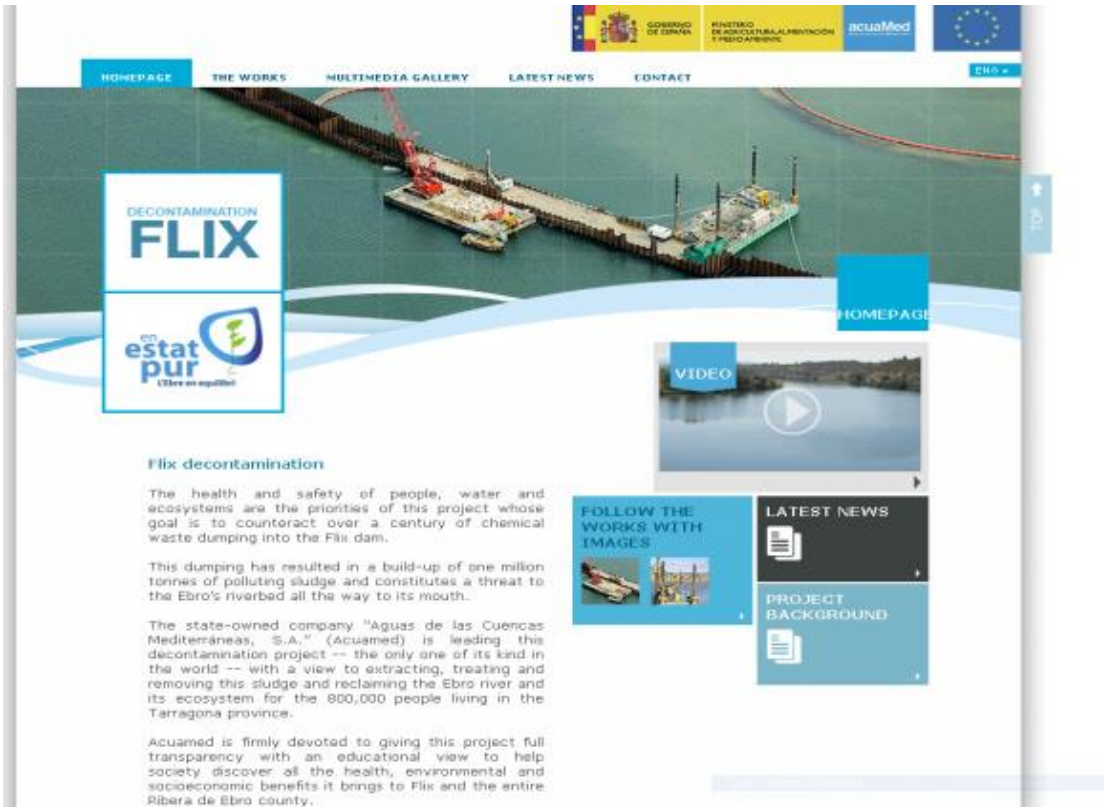 GOBIERNO
DE ESPAÑA
MINISTERIO
DE AGRICULTURA, ALIMENTACIÓN
Y MEDIO AMBIENTE
acuaMed
HOMEPAGE
THE WORKS
MULTIMEDIA GALLERY
LATEST NEWS
CONTACT
ENG
TOP
DECONTAMINATION
FLIX
HOMEPAGE
en
estat
pur
L'Ebre en equilibri
VIDEO
Flix decontamination
The health and safety of people, water and
ecosystems are the priorities of this project whose
goal is to counteract over a century of chemical
waste dumping into the Flix dam.
This dumping has resulted in a build-up of one million
tonnes of polluting sludge and constitutes a threat to
the Ebro's riverbed all the way to its mouth.
The state-owned company "Aguas de las Cuencas
Mediterráneas, S.A." (Acuamed) is leading this
decontamination project -- the only one of its kind in
the world -- with a view to extracting, treating and
removing this sludge and reclaiming the Ebro river and
its ecosystem for the 800,000 people living in the
Tarragona province.
Acuamed is firmly devoted to giving this project full
transparency with an educational view to help
society discover all the health, environmental and
socioeconomic benefits it brings to Flix and the entire
Ribera de Ebro county.
FOLLOW THE
WORKS WITH
IMAGES
LATEST NEWS
PROJECT
BACKGROUND